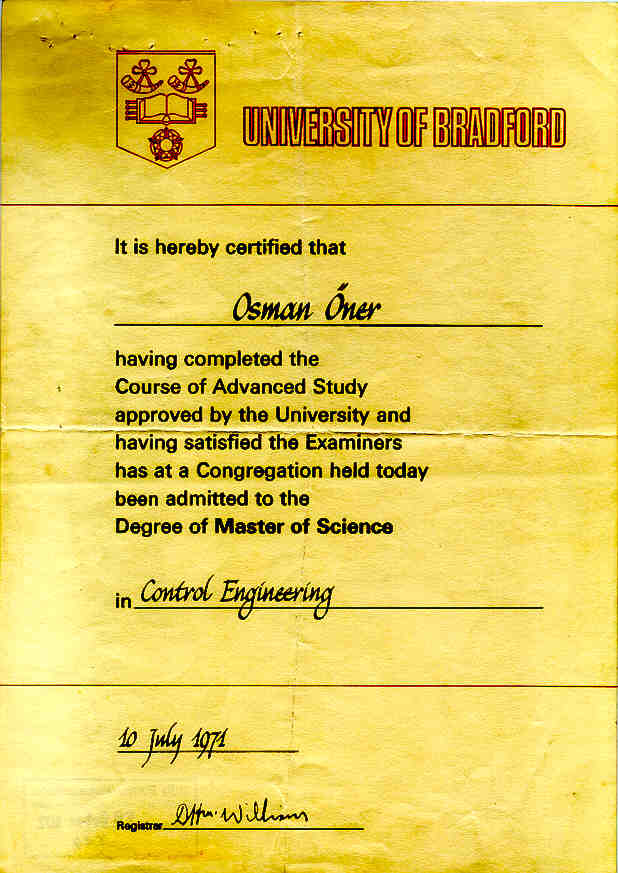 UNIVERSITY OF BRADFORD
It is hereby certified that
Osman Öner
having completed the
Course of Advanced Study
approved by the University and
having satisfied the Examiners
has at a Congregation held today
been admitted to the
Degree of Master of Science
in Control Engineering
10 July 1971
Registrar Williams